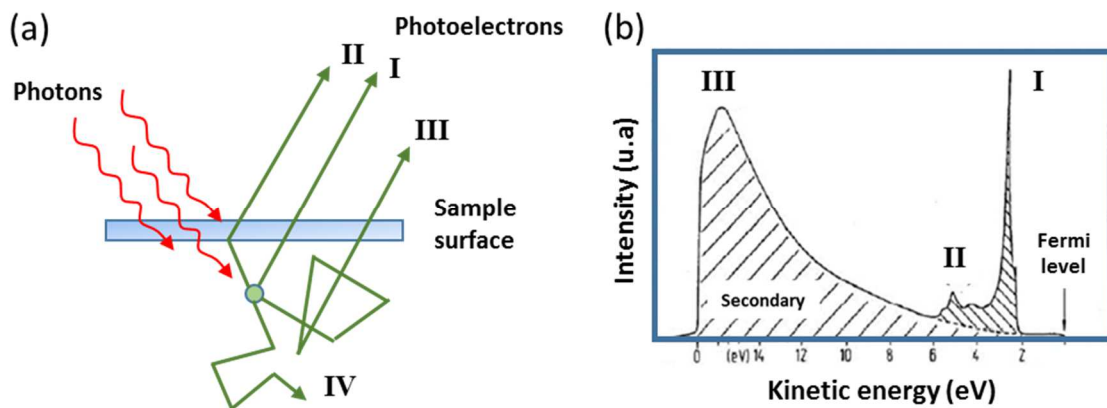 (a)
Photoelectrons
Photons
II
I
III
Sample
surface
IV
(b)
III
I
II
Fermi
level
Secondary
Intensity (u.a)
0 (eV) 14 12 10 8 6 4 2
Kinetic energy (eV)